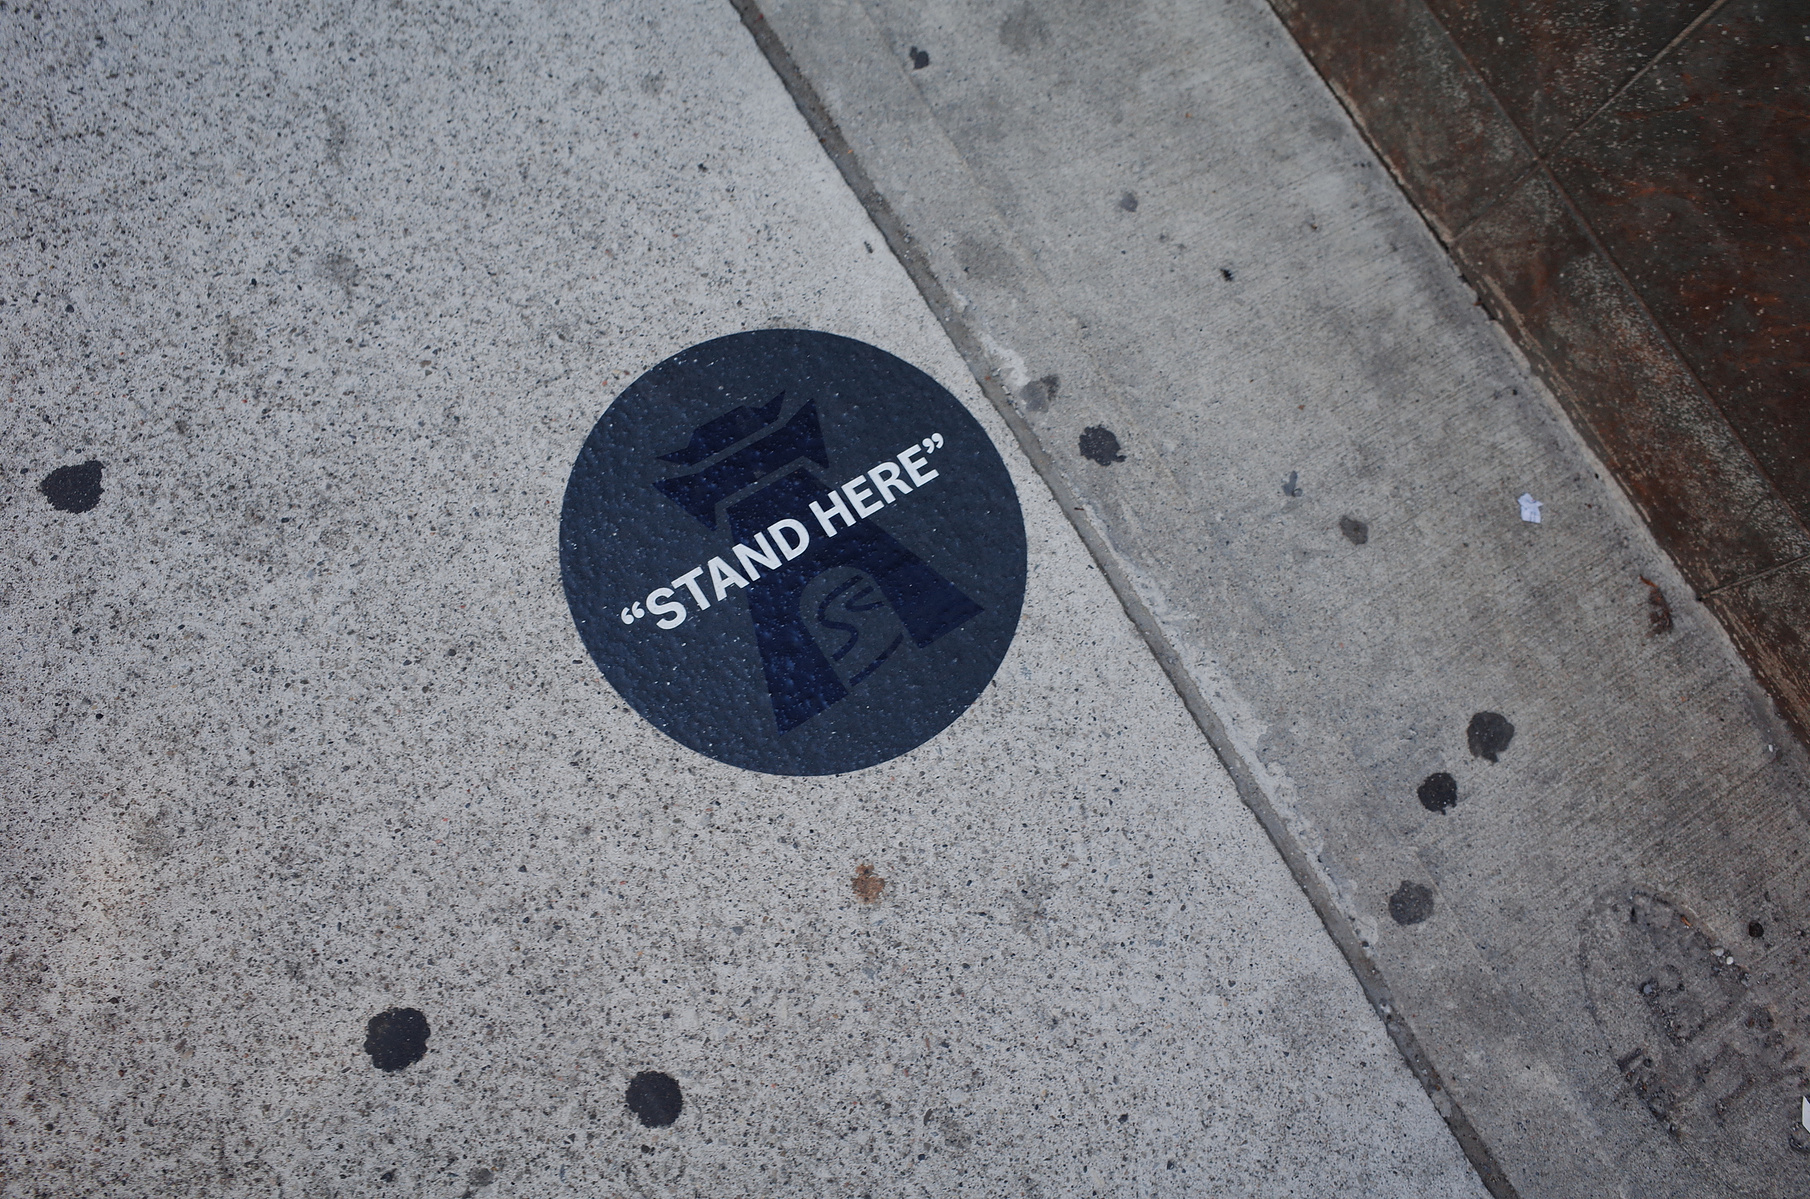 “STAND HERE”